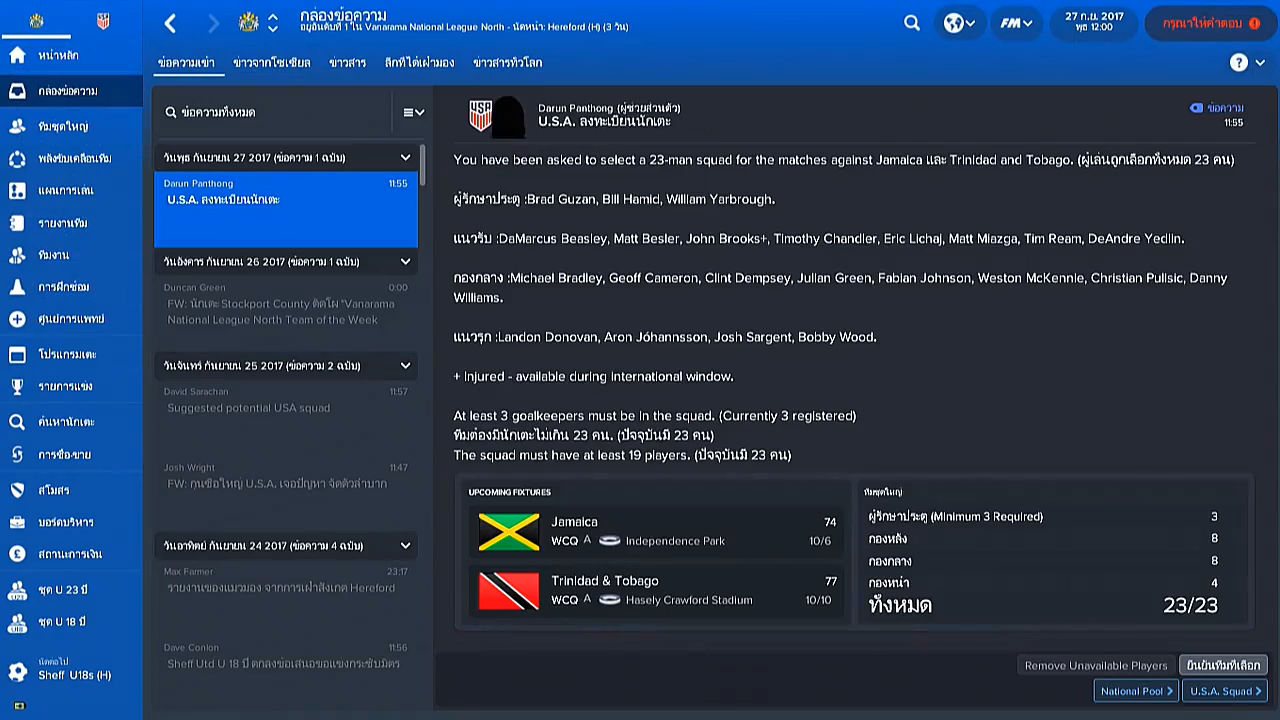 กล่องข้อความ
อยู่อันดับที่ 1 ใน Vanarama National League North - นัดหน้า: Hereford (H) (3 วัน)
FM
27 ก.ย. 2017
พุธ 12:00
กรุณาให้คำตอบ
ข้อความเข้า
ข่าวจากโซเชียล
ข่าวสาร
ลีกที่ได้เฝ้ามอง
ข่าวสารทั่วโลก
หน้าหลัก
กล่องข้อความ
ทีมชุดใหญ่
พลังขับเคลื่อนทีม
แผนการเล่น
รายงานทีม
ทีมงาน
การฝึกซ้อม
ศูนย์การแพทย์
โปรแกรมเตะ
รายการแข่ง
ค้นหานักเตะ
การซื้อ-ขาย
สโมสร
บอร์ดบริหาร
สถานะการเงิน
ชุด U 23 ปี
ชุด U 18 ปี
นัดต่อไป
Sheff U18s (H)
ข้อความทั้งหมด
วันพุธ กันยายน 27 2017 (ข้อความ 1 ฉบับ)
Darun Panthong 11:55
U.S.A. ลงทะเบียนนักเตะ
วันอังคาร กันยายน 26 2017 (ข้อความ 1 ฉบับ)
Duncan Green 0:00
FW: นักเตะ Stockport County ติดโผ "Vanarama
National League North Team of the Week
วันจันทร์ กันยายน 25 2017 (ข้อความ 2 ฉบับ)
David Sarachan 11:57
Suggested potential USA squad
Josh Wright 11:47
FW: กุนซือใหญ่ U.S.A. เจอปัญหา จัดตัวลำบาก
วันอาทิตย์ กันยายน 24 2017 (ข้อความ 4 ฉบับ)
Max Farmer 23:17
รายงานของแมวมอง จากการเฝ้าสังเกต Hereford
Dave Conlon 11:56
Sheff Utd U 18 ปี ตกลงข้อเสนอขอแข่งกระชับมิตร
Darun Panthong (ผู้ช่วยส่วนตัว)
U.S.A. ลงทะเบียนนักเตะ
ข้อความ
11:55
You have been asked to select a 23-man squad for the matches against Jamaica และ Trinidad and Tobago. (ผู้เล่นถูกเลือกทั้งหมด 23 คน)
ผู้รักษาประตู :Brad Guzan, Bill Hamid, William Yarbrough.
แนวรับ :DaMarcus Beasley, Matt Besler, John Brooks+, Timothy Chandler, Eric Lichaj, Matt Miazga, Tim Ream, DeAndre Yedlin.
กองกลาง :Michael Bradley, Geoff Cameron, Clint Dempsey, Julian Green, Fabian Johnson, Weston McKennie, Christian Pulisic, Danny
Williams.
แนวรุก :Landon Donovan, Aron Jóhannsson, Josh Sargent, Bobby Wood.
+ Injured - available during international window.
At least 3 goalkeepers must be in the squad. (Currently 3 registered)
ทีมต้องมีนักเตะไม่เกิน 23 คน. (ปัจจุบันมี 23 คน)
The squad must have at least 19 players. (ปัจจุบันมี 23 คน)
UPCOMING FIXTURES
Jamaica 74
WCQ A Independence Park 10/6
Trinidad & Tobago 77
WCQ A Hasely Crawford Stadium 10/10
ทีมชุดใหญ่
ผู้รักษาประตู (Minimum 3 Required) 3
กองหลัง 8
กองกลาง 8
กองหน้า 4
ทั้งหมด 23/23
Remove Unavailable Players
ยืนยันทีมที่เลือก
National Pool
U.S.A. Squad